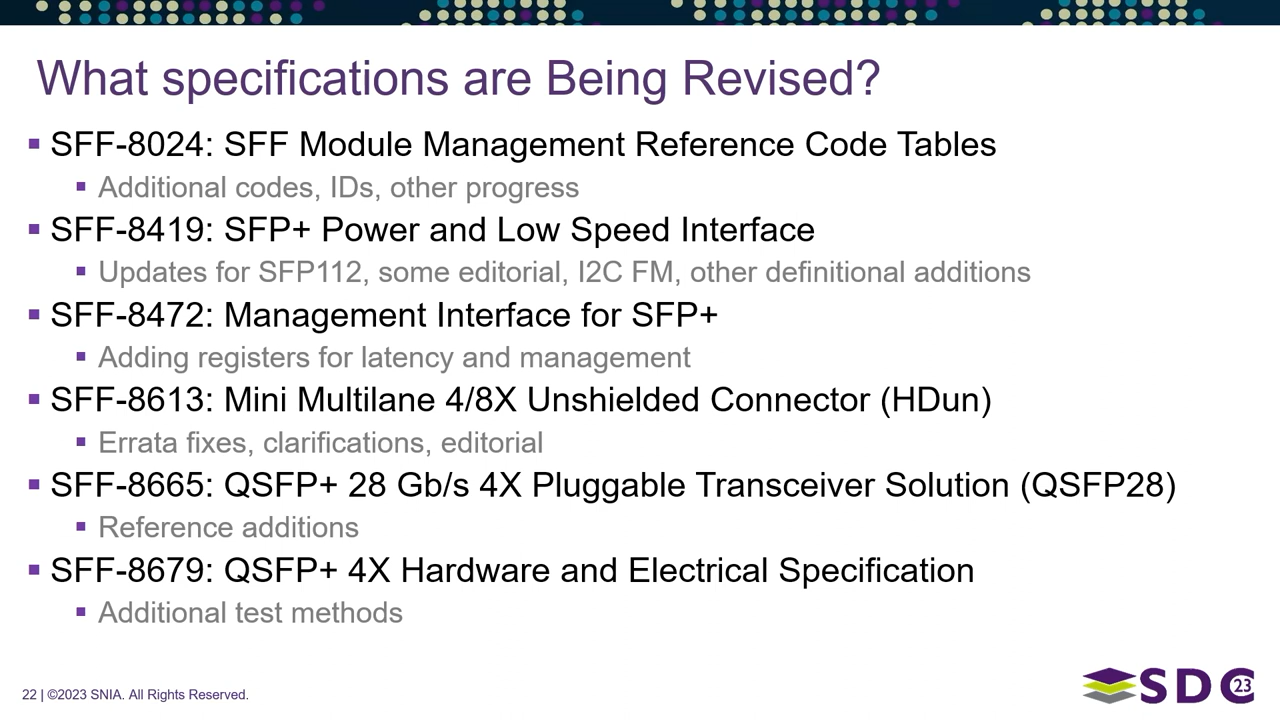 What specifications are Being Revised?
▪ SFF-8024: SFF Module Management Reference Code Tables
▪ Additional codes, IDs, other progress
▪ SFF-8419: SFP+ Power and Low Speed Interface
▪ Updates for SFP112, some editorial, I2C FM, other definitional additions
▪ SFF-8472: Management Interface for SFP+
▪ Adding registers for latency and management
▪ SFF-8613: Mini Multilane 4/8X Unshielded Connector (HDun)
▪ Errata fixes, clarifications, editorial
▪ SFF-8665: QSFP+ 28 Gb/s 4X Pluggable Transceiver Solution (QSFP28)
▪ Reference additions
▪ SFF-8679: QSFP+ 4X Hardware and Electrical Specification
▪ Additional test methods
22 | ©2023 SNIA. All Rights Reserved.
SDC 23